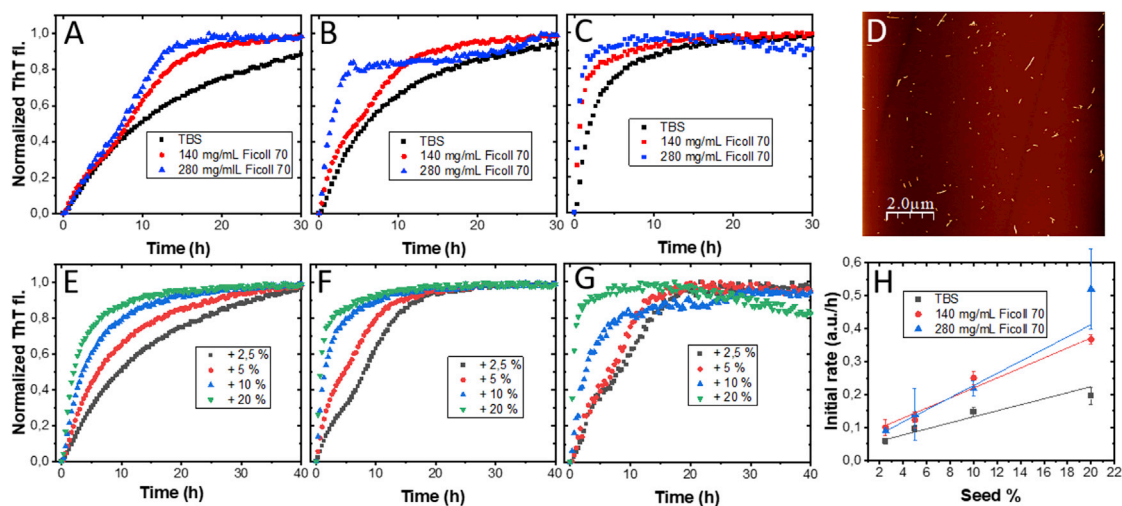 A
B
C
D
Normalized ThT fl.
1,0
0,8
0,6
0,4
0,2
0,0
TBS
140 mg/mL Ficoll 70
280 mg/mL Ficoll 70
0 10 20 30
Time (h)
TBS
140 mg/mL Ficoll 70
280 mg/mL Ficoll 70
0 10 20 30
Time (h)
TBS
140 mg/mL Ficoll 70
280 mg/mL Ficoll 70
0 10 20 30
Time (h)
2.0µm
E
F
G
H
Normalized ThT fl.
1,0
0,8
0,6
0,4
0,2
0,0
+ 2,5 %
+ 5 %
+ 10 %
+ 20 %
0 10 20 30 40
Time (h)
+ 2,5 %
+ 5 %
+ 10 %
+ 20 %
0 10 20 30 40
Time (h)
+ 2,5 %
+ 5 %
+ 10 %
+ 20 %
0 10 20 30 40
Time (h)
Initial rate (a.u./h)
0,6
0,5
0,4
0,3
0,2
0,1
0,0
TBS
140 mg/mL Ficoll 70
280 mg/mL Ficoll 70
2 4 6 8 10 12 14 16 18 20 22
Seed %